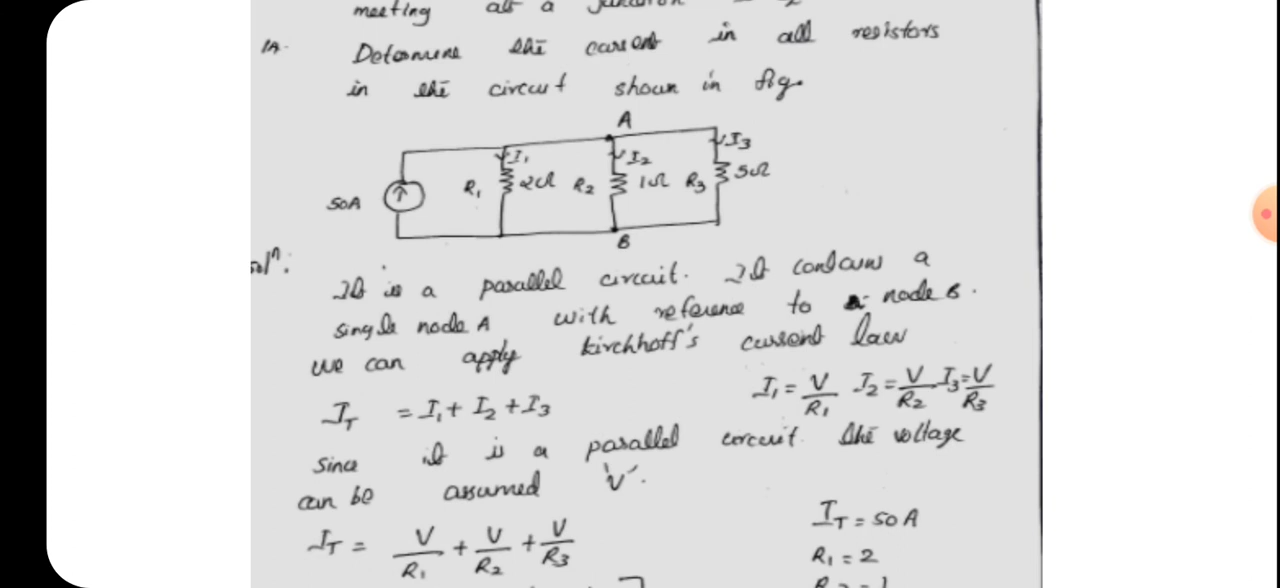 meeting at a
1A. Determine the current in all resistors
in the circuit shown in fig.
A
I1 I2 I3
50A R1 2Ω R2 1Ω R3 5Ω
B
Soln:
It is a parallel circuit. It contains a
single node A with reference to node B.
we can apply kirchhoff's current law
I1 = V/R1 I2 = V/R2 I3 = V/R3
IT = I1 + I2 + I3
since it is a parallel circuit the voltage
can be assumed 'V'.
IT = 50A
IT = V/R1 + V/R2 + V/R3
R1 = 2